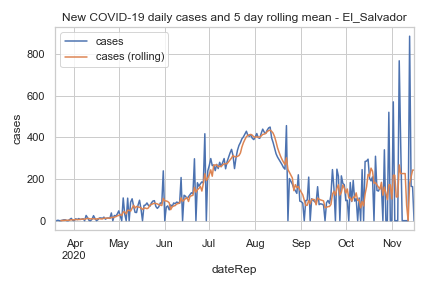 New COVID-19 daily cases and 5 day rolling mean - El_Salvador
cases
cases (rolling)
800
600
400
200
0
cases
Apr
2020
May
Jun
Jul
Aug
Sep
Oct
Nov
dateRep